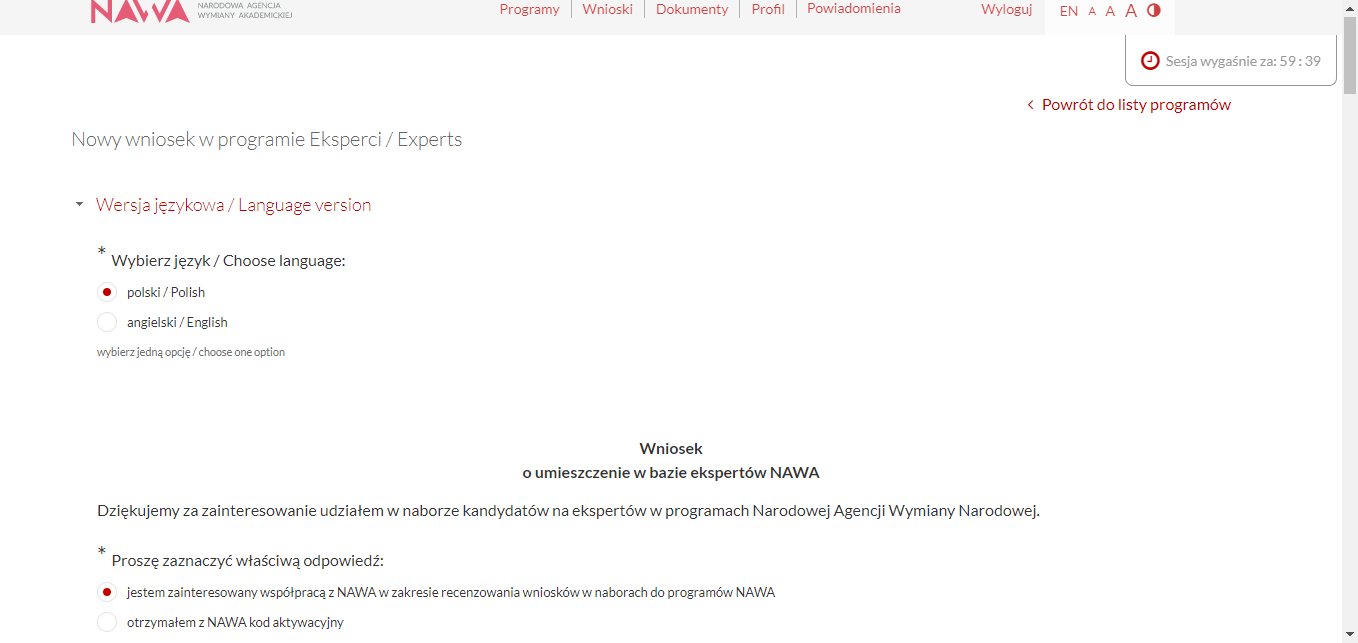 NAWA NARODOWA AGENCJA
WYMIANY AKADEMICKIEJ
Programy Wnioski Dokumenty Profil Powiadomienia Wyloguj EN A A A
Sesja wygaśnie za: 59 : 39
Powrót do listy programów
Nowy wniosek w programie Eksperci / Experts
Wersja językowa / Language version
* Wybierz język / Choose language:
polski / Polish
angielski / English
wybierz jedną opcję / choose one option
Wniosek
o umieszczenie w bazie ekspertów NAWA
Dziękujemy za zainteresowanie udziałem w naborze kandydatów na ekspertów w programach Narodowej Agencji Wymiany Narodowej.
* Proszę zaznaczyć właściwą odpowiedź:
jestem zainteresowany współpracą z NAWA w zakresie recenzowania wniosków w naborach do programów NAWA
otrzymałem z NAWA kod aktywacyjny